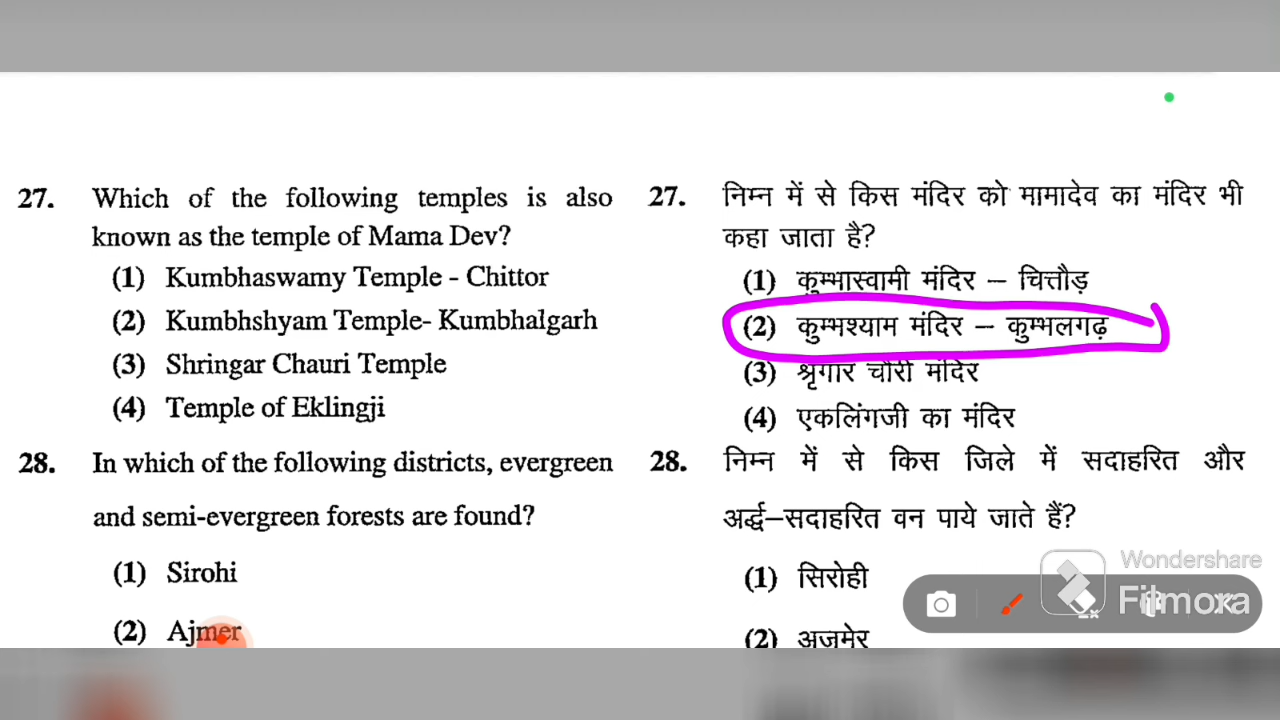 27. Which of the following temples is also
known as the temple of Mama Dev?
(1) Kumbhaswamy Temple - Chittor
(2) Kumbhshyam Temple- Kumbhalgarh
(3) Shringar Chauri Temple
(4) Temple of Eklingji
28. In which of the following districts, evergreen
and semi-evergreen forests are found?
(1) Sirohi
(2) Ajmer
27. निम्न में से किस मंदिर को मामादेव का मंदिर भी
कहा जाता है?
(1) कुम्भास्वामी मंदिर – चित्तौड़
(2) कुम्भश्याम मंदिर – कुम्भलगढ़
(3) श्रृंगार चौरी मंदिर
(4) एकलिंगजी का मंदिर
28. निम्न में से किस जिले में सदाहरित और
अर्द्ध–सदाहरित वन पाये जाते हैं?
(1) सिरोही
(2) अजमेर
Wondershare
Filmora